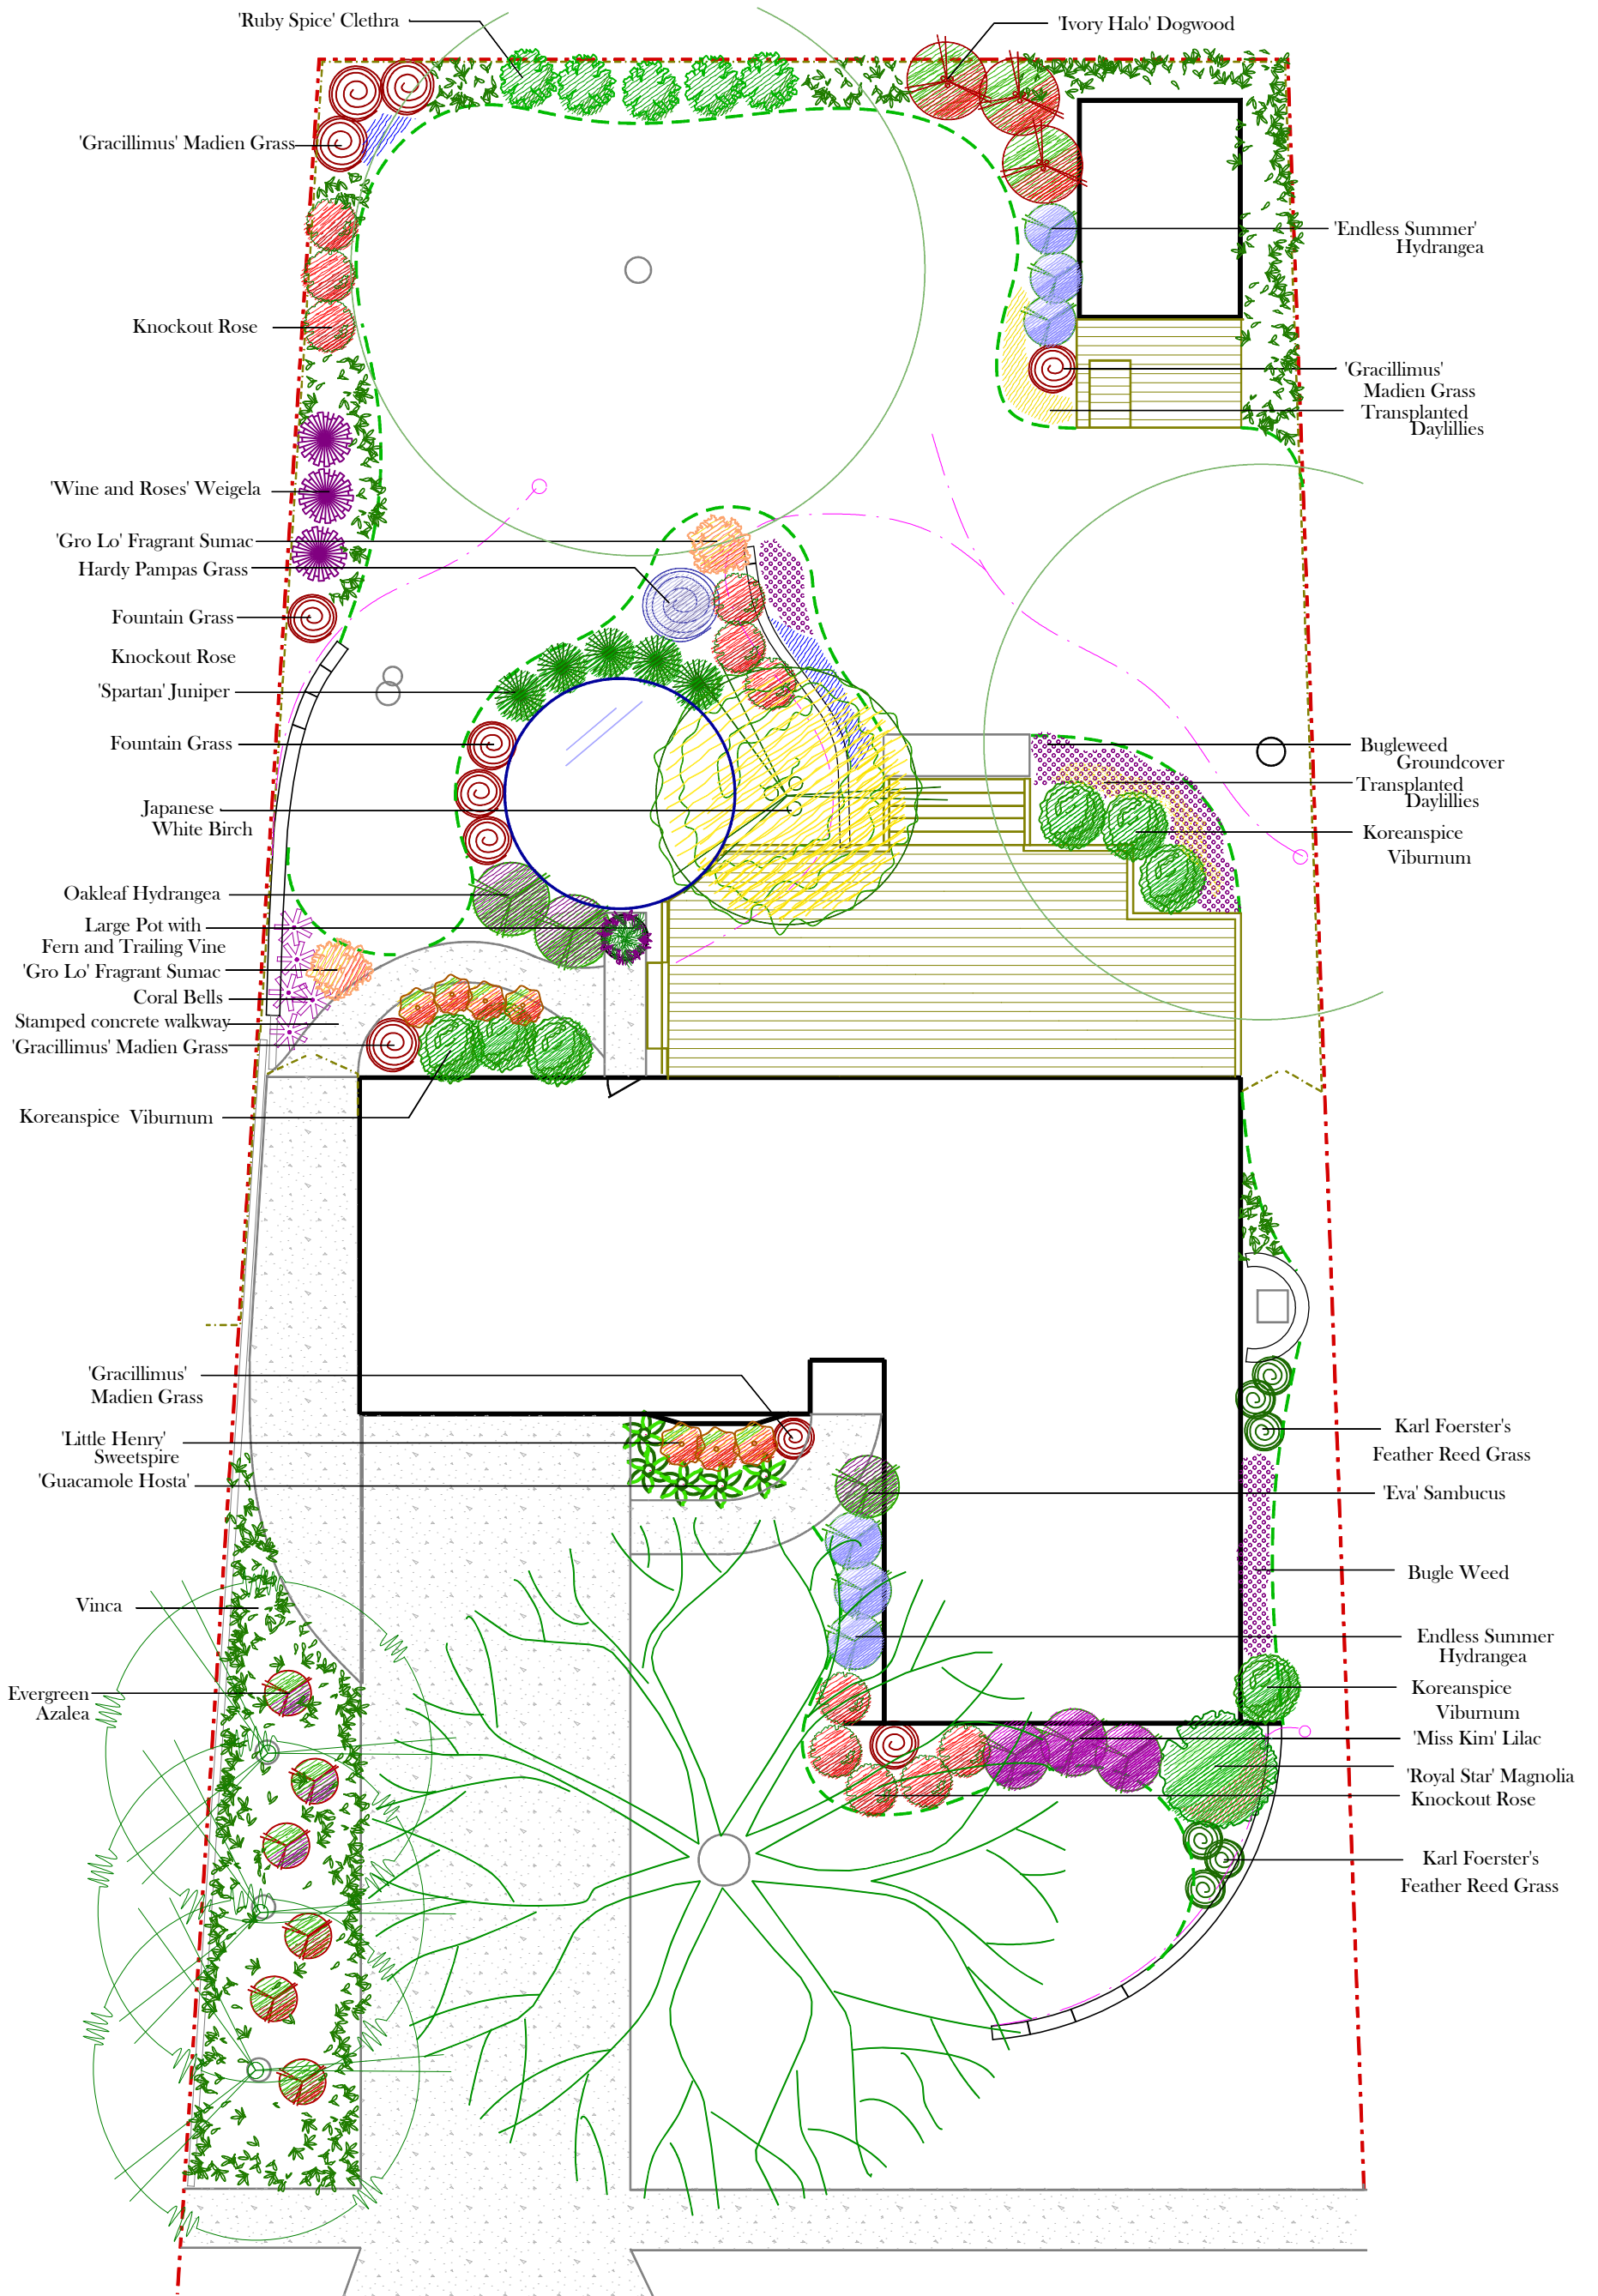 'Ruby Spice' Clethra
'Ivory Halo' Dogwood
'Gracillimus' Madien Grass
'Endless Summer'
Hydrangea
Knockout Rose
'Gracillimus'
Madien Grass
Transplanted
Daylillies
'Wine and Roses' Weigela
'Gro Lo' Fragrant Sumac
Hardy Pampas Grass
Fountain Grass
Knockout Rose
'Spartan' Juniper
Fountain Grass
Japanese
White Birch
Bugleweed
Groundcover
Transplanted
Daylillies
Koreanspice
Viburnum
Oakleaf Hydrangea
Large Pot with
Fern and Trailing Vine
'Gro Lo' Fragrant Sumac
Coral Bells
Stamped concrete walkway
'Gracillimus' Madien Grass
Koreanspice Viburnum
'Gracillimus'
Madien Grass
'Little Henry'
Sweetspire
'Guacamole Hosta'
Karl Foerster's
Feather Reed Grass
'Eva' Sambucus
Bugle Weed
Vinca
Endless Summer
Hydrangea
Evergreen
Azalea
Koreanspice
Viburnum
'Miss Kim' Lilac
'Royal Star' Magnolia
Knockout Rose
Karl Foerster's
Feather Reed Grass